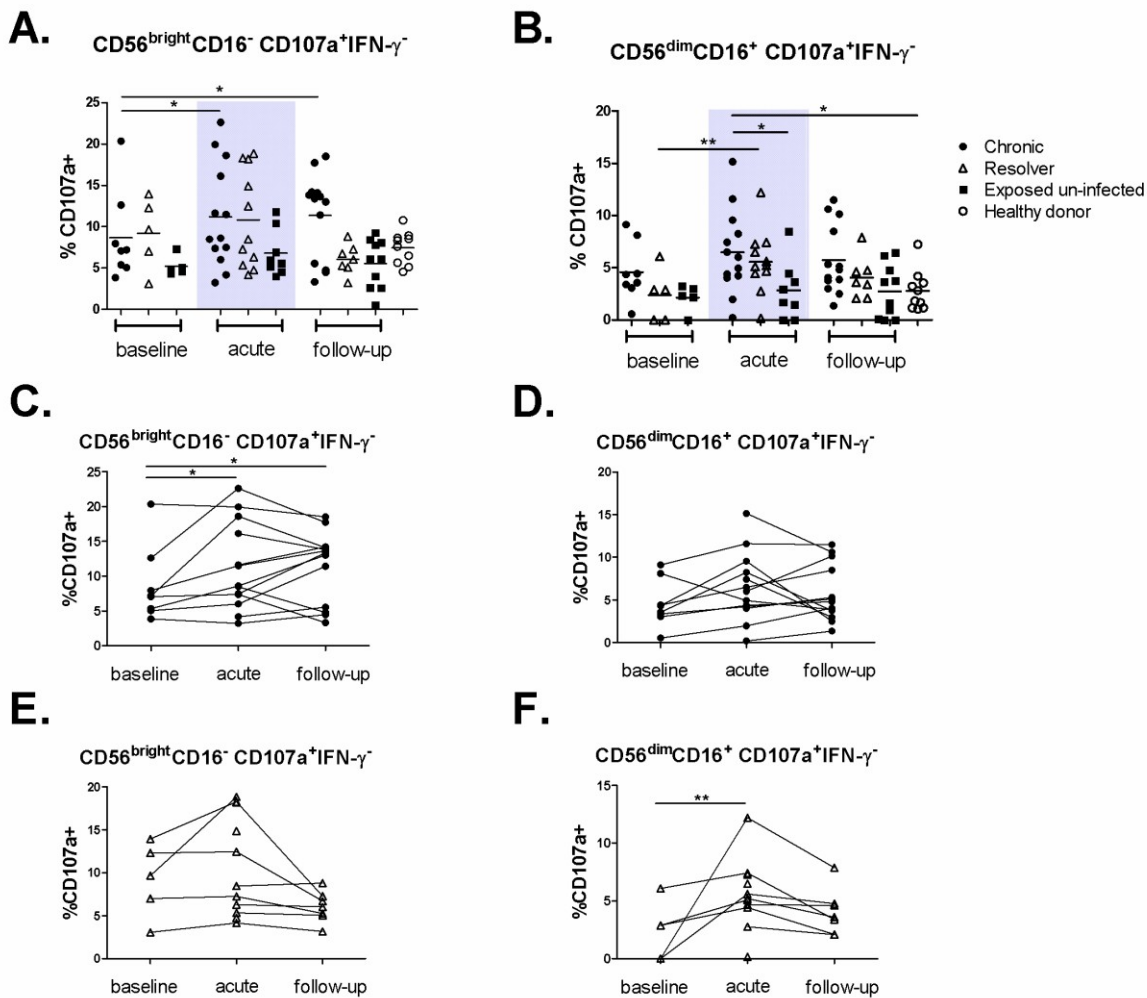 A.
CD56brightCD16- CD107a+IFN-γ-
% CD107a+
25
20
15
10
5
0
*
*
baseline
acute
follow-up
B.
CD56dimCD16+ CD107a+IFN-γ-
% CD107a+
20
15
10
5
0
**
*
*
baseline
acute
follow-up
Chronic
Resolver
Exposed un-infected
Healthy donor
C.
CD56brightCD16- CD107a+IFN-γ-
%CD107a+
25
20
15
10
5
0
*
*
baseline
acute
follow-up
D.
CD56dimCD16+ CD107a+IFN-γ-
%CD107a+
20
15
10
5
0
baseline
acute
follow-up
E.
CD56brightCD16- CD107a+IFN-γ-
%CD107a+
20
15
10
5
0
baseline
acute
follow-up
F.
CD56dimCD16+ CD107a+IFN-γ-
%CD107a+
15
10
5
0
**
baseline
acute
follow-up